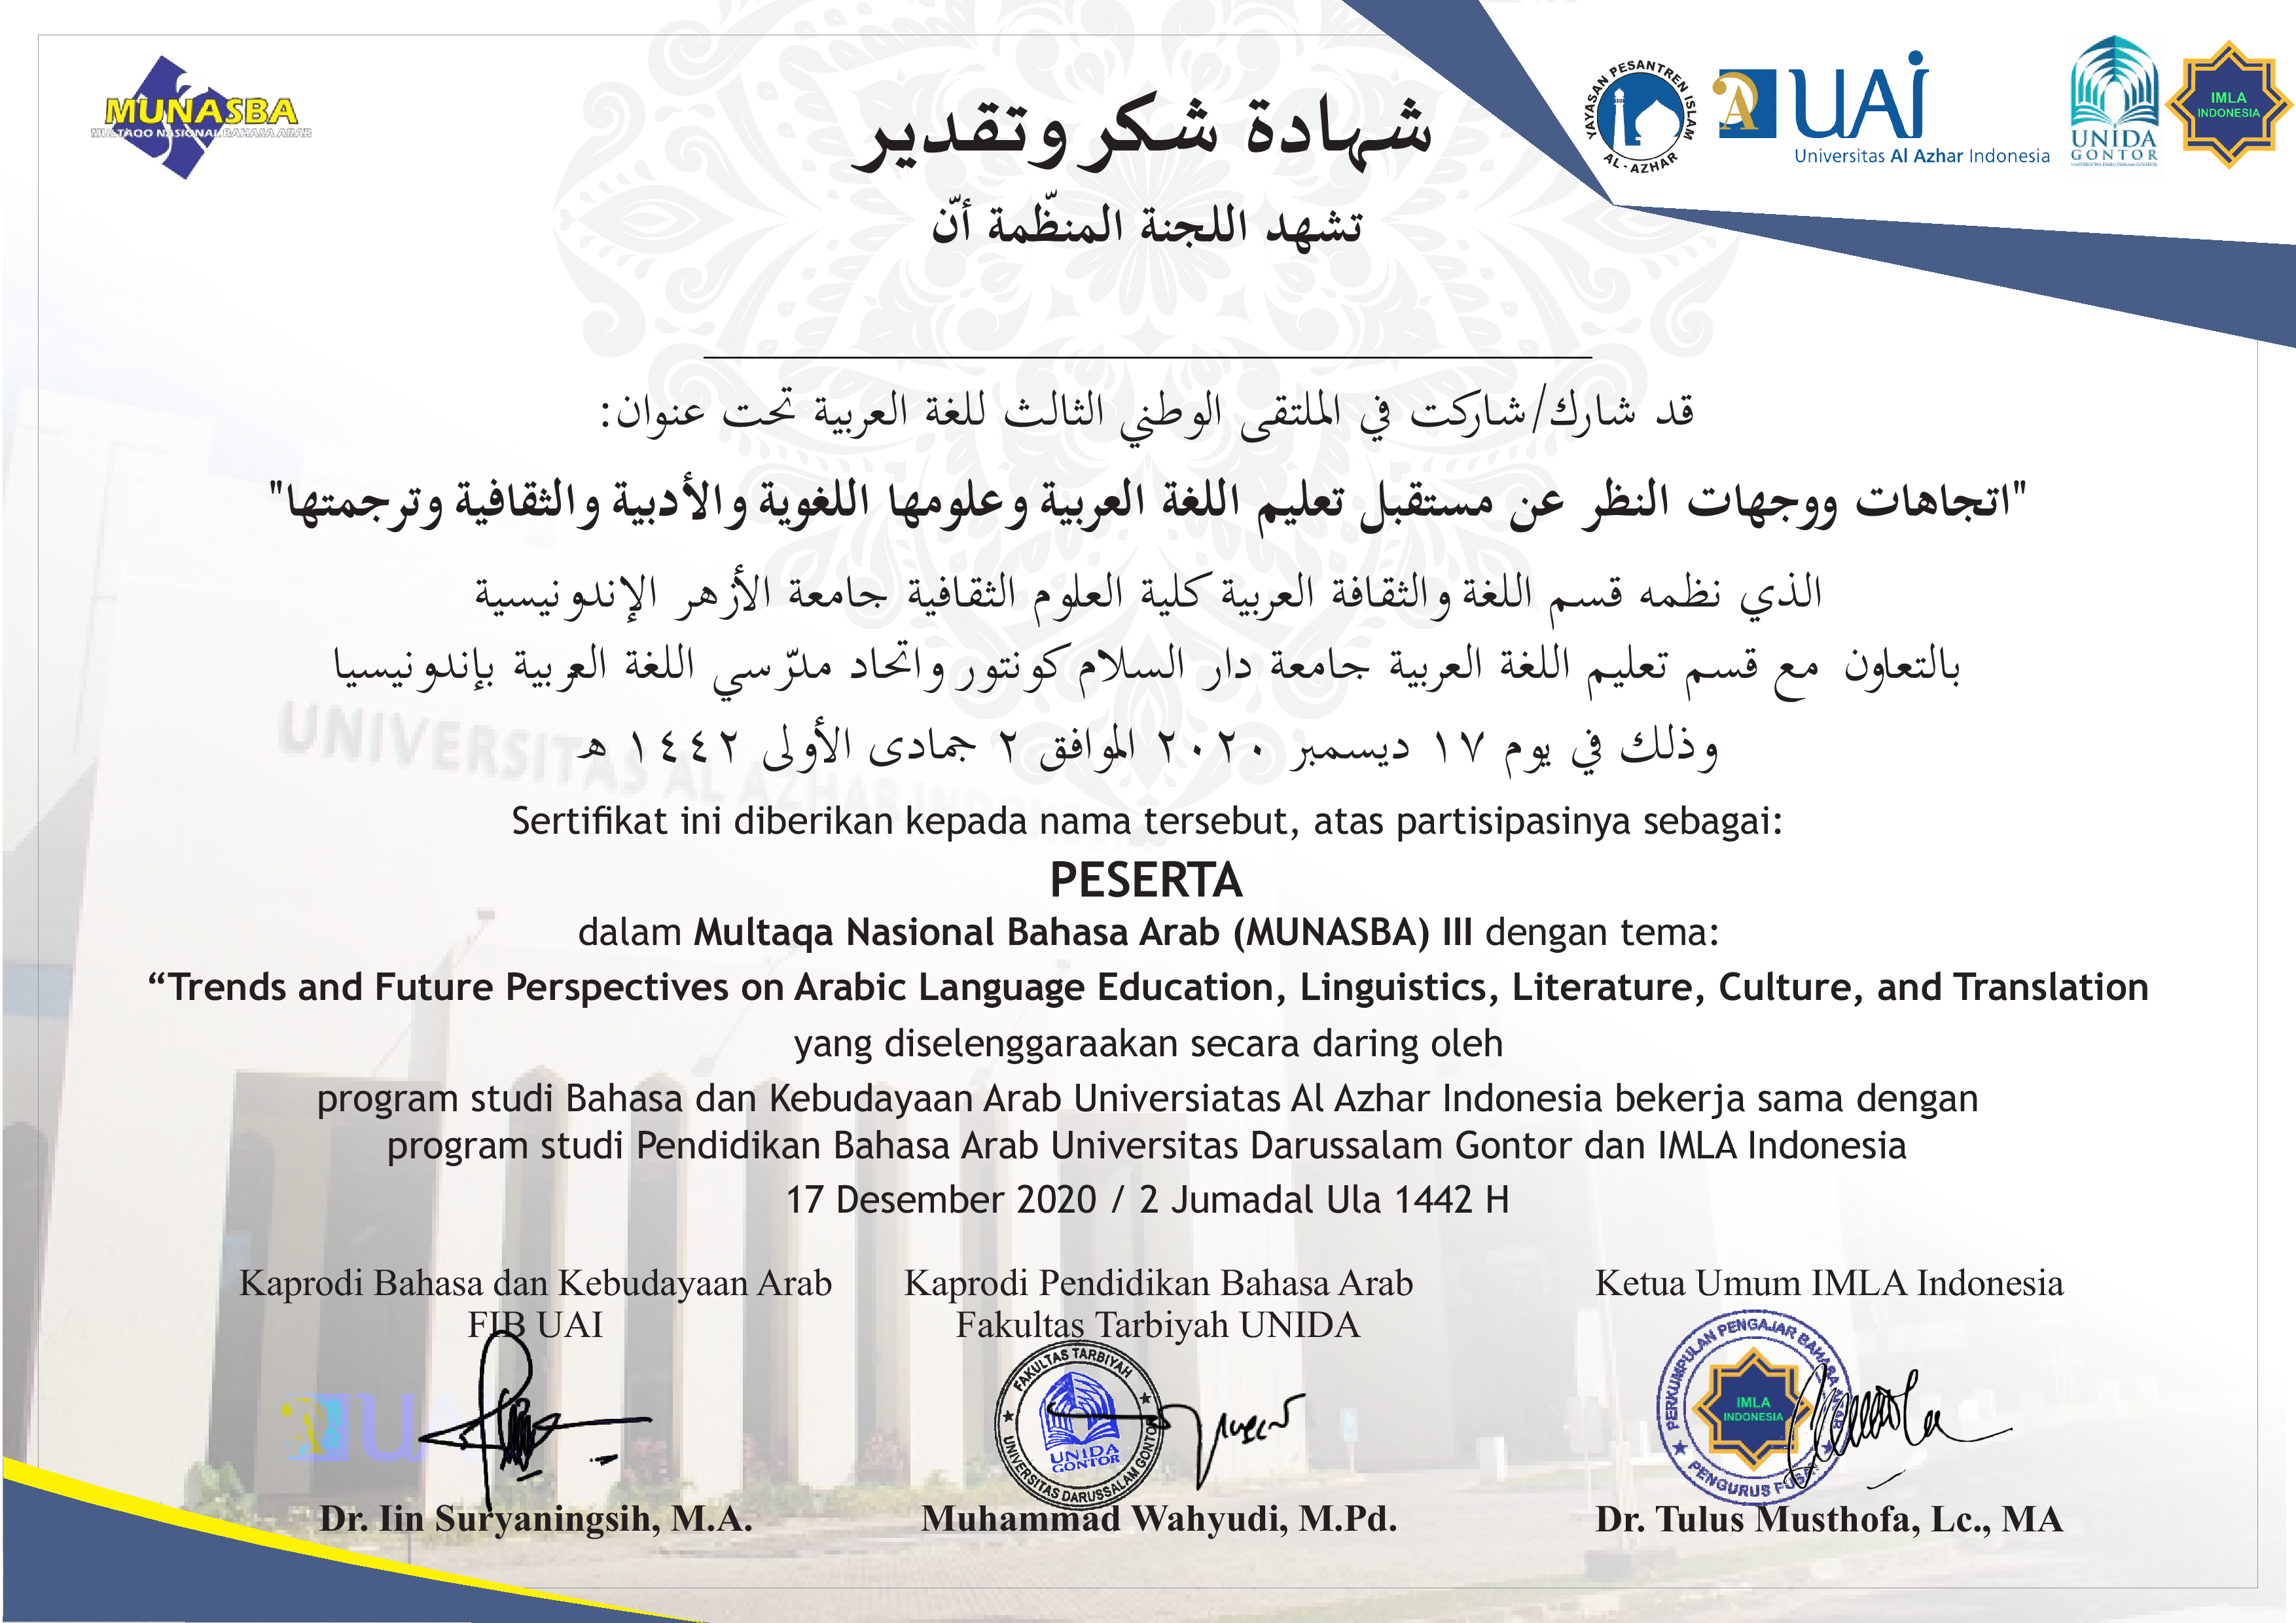 MUNASBA
MULTAQO NASIONAL BAHASA ARAB
YAYASAN PESANTREN ISLAM
AL-AZHAR
UAI
Universitas Al Azhar Indonesia
UNIDA
GONTOR
UNIVERSITAS DARUSSALAM GONTOR
IMLA
INDONESIA
شهادة شكر وتقدير
تشهد اللجنة المنظّمة أنّ
قد شارك/شاركت في الملتقى الوطني الثالث للغة العربية تحت عنوان:
"اتجاهات ووجهات النظر عن مستقبل تعليم اللغة العربية وعلومها اللغوية والأدبية والثقافية وترجمتها"
الذي نظمه قسم اللغة والثقافة العربية كلية العلوم الثقافية جامعة الأزهر الإندونيسية
بالتعاون مع قسم تعليم اللغة العربية جامعة دار السلام كونتور واتحاد مدرّسي اللغة العربية بإندونيسيا
وذلك في يوم ١٧ ديسمبر ٢٠٢٠ الموافق ٢ جمادى الأولى ١٤٤٢ هـ
UNIVERSITAS AL AZHAR INDONESIA
Sertifikat ini diberikan kepada nama tersebut, atas partisipasinya sebagai:
PESERTA
dalam Multaqa Nasional Bahasa Arab (MUNASBA) III dengan tema:
“Trends and Future Perspectives on Arabic Language Education, Linguistics, Literature, Culture, and Translation
yang diselenggaraakan secara daring oleh
program studi Bahasa dan Kebudayaan Arab Universiatas Al Azhar Indonesia bekerja sama dengan
program studi Pendidikan Bahasa Arab Universitas Darussalam Gontor dan IMLA Indonesia
17 Desember 2020 / 2 Jumadal Ula 1442 H
Kaprodi Bahasa dan Kebudayaan Arab
FIB UAI
UAI
Dr. Iin Suryaningsih, M.A.
Kaprodi Pendidikan Bahasa Arab
Fakultas Tarbiyah UNIDA
FAKULTAS TARBIYAH
UNIDA
GONTOR
UNIVERSITAS DARUSSALAM GONTOR
Muhammad Wahyudi, M.Pd.
Ketua Umum IMLA Indonesia
PERKUMPULAN PENGAJAR BAHASA ARAB
IMLA
INDONESIA
PENGURUS PUSAT
Dr. Tulus Musthofa, Lc., MA